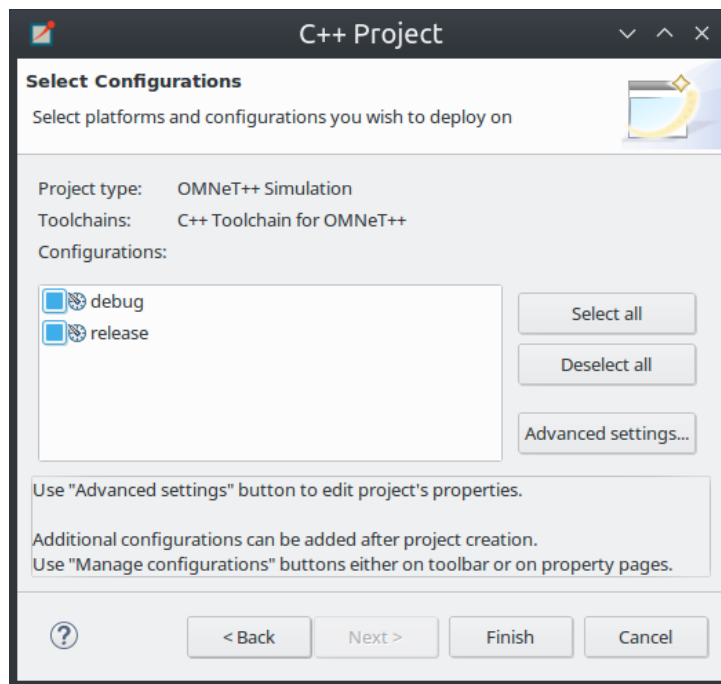 C++ Project
Select Configurations
Select platforms and configurations you wish to deploy on
Project type: OMNeT++ Simulation
Toolchains: C++ Toolchain for OMNeT++
Configurations:
debug
release
Select all
Deselect all
Advanced settings...
Use "Advanced settings" button to edit project's properties.
Additional configurations can be added after project creation.
Use "Manage configurations" buttons either on toolbar or on property pages.
? < Back Next > Finish Cancel